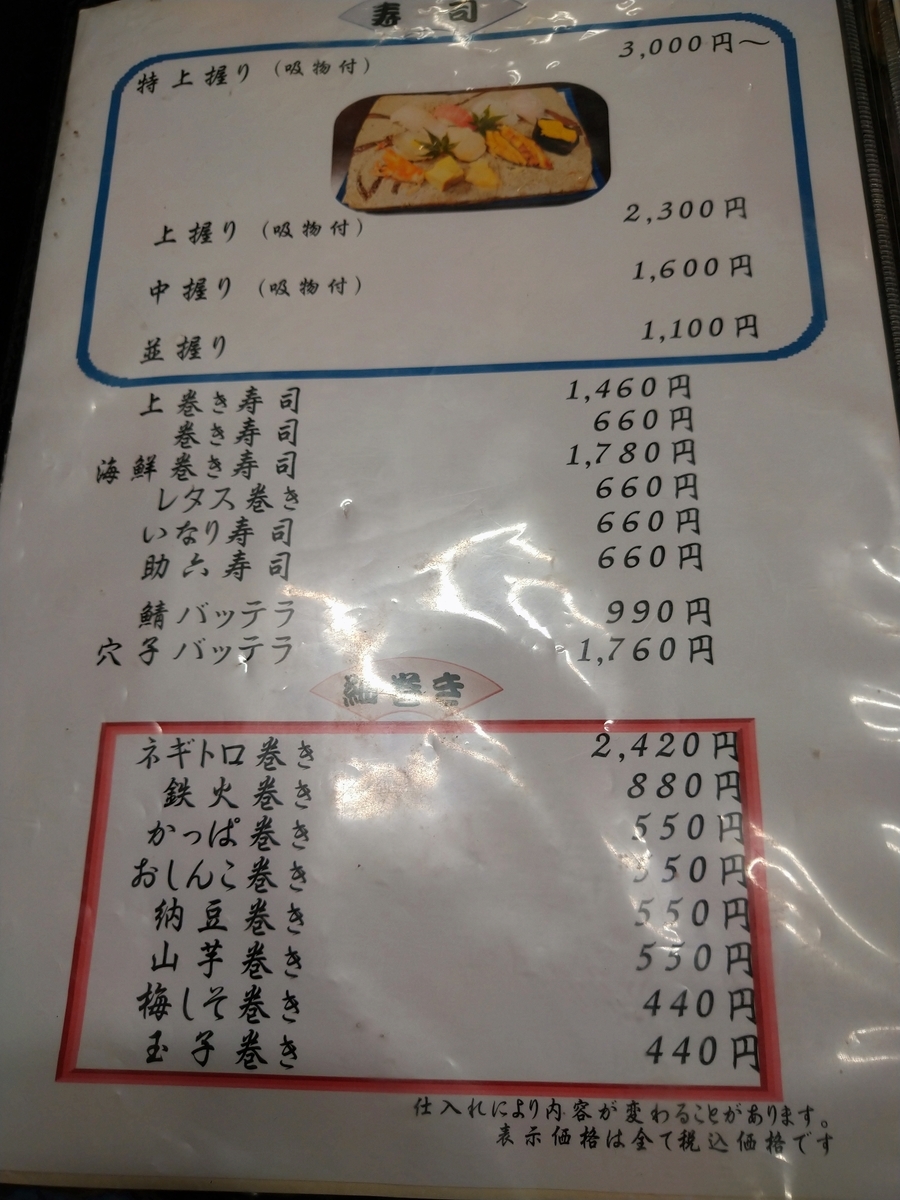 寿司
特上握り（吸物付） 3,000円～
上握り（吸物付） 2,300円
中握り（吸物付） 1,600円
並握り 1,100円
上巻き寿司 1,460円
巻き寿司 660円
海鮮巻き寿司 1,780円
レタス巻き 660円
いなり寿司 660円
助六寿司 660円
鯖バッテラ 990円
穴子バッテラ 1,760円
細巻き
ネギトロ巻き 2,420円
鉄火巻き 880円
かっぱ巻き 550円
おしんこ巻き 550円
納豆巻き 550円
山芋巻き 550円
梅しそ巻き 440円
玉子巻き 440円
仕入れにより内容が変わることがあります。
表示価格は全て税込価格です